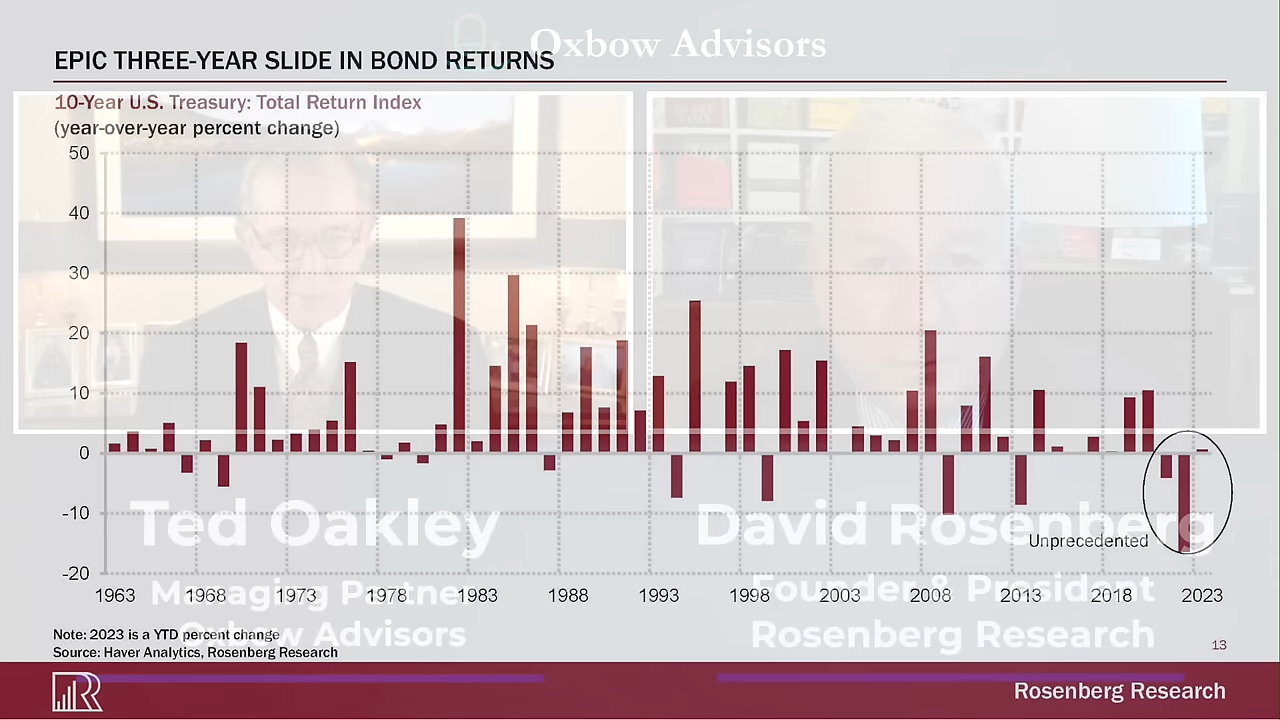 Oxbow Advisors
EPIC THREE-YEAR SLIDE IN BOND RETURNS
10-Year U.S. Treasury: Total Return Index
(year-over-year percent change)
50
40
30
20
10
0
-10
-20
Unprecedented
1963 1968 1973 1978 1983 1988 1993 1998 2003 2008 2013 2018 2023
Ted Oakley
Managing Partner
Oxbow Advisors
David Rosenberg
Founder & President
Rosenberg Research
Note: 2023 is a YTD percent change
Source: Haver Analytics, Rosenberg Research
13
R
Rosenberg Research